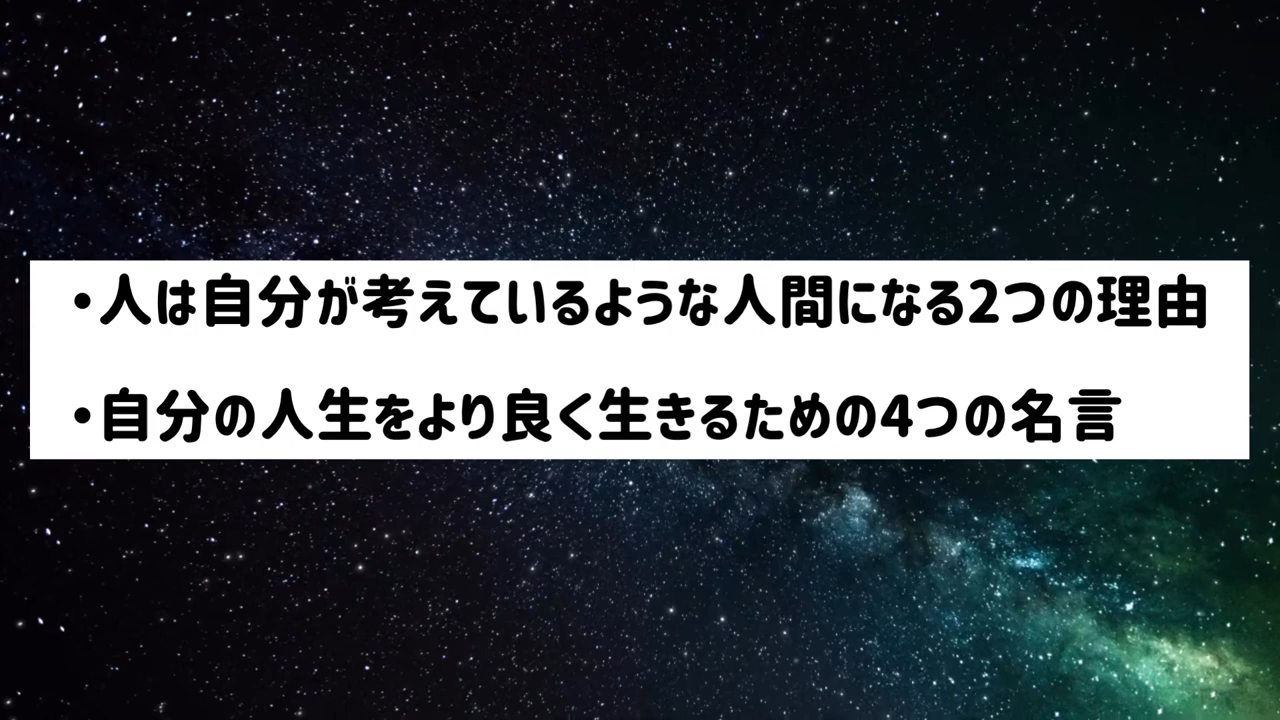 ・人は自分が考えているような人間になる2つの理由
・自分の人生をより良く生きるための4つの名言